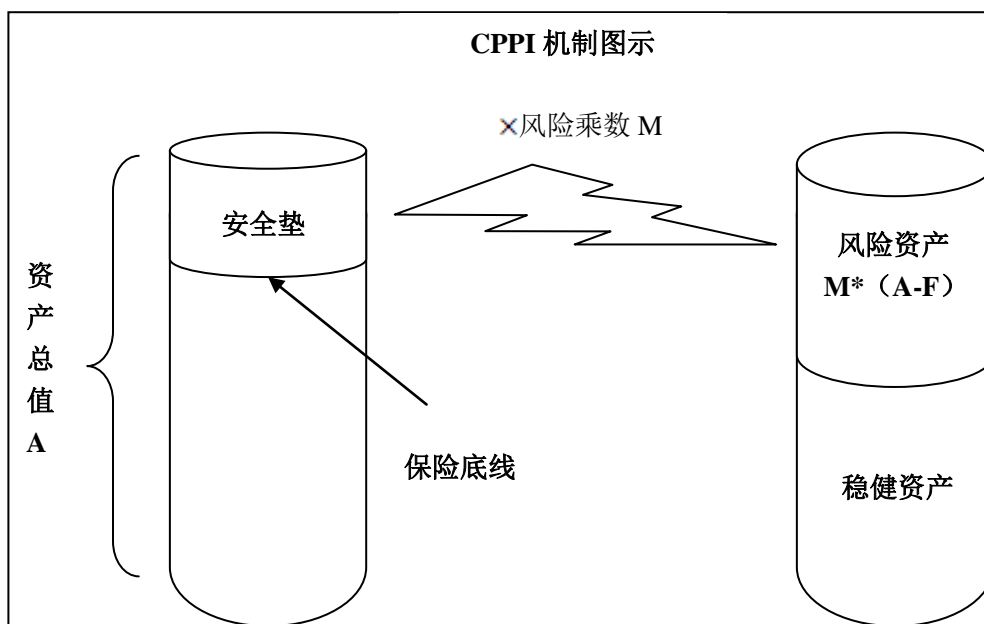 CPPI 机制图示
×风险乘数 M
安全垫
资
产
总
值
A
保险底线
风险资产
M*（A-F）
稳健资产